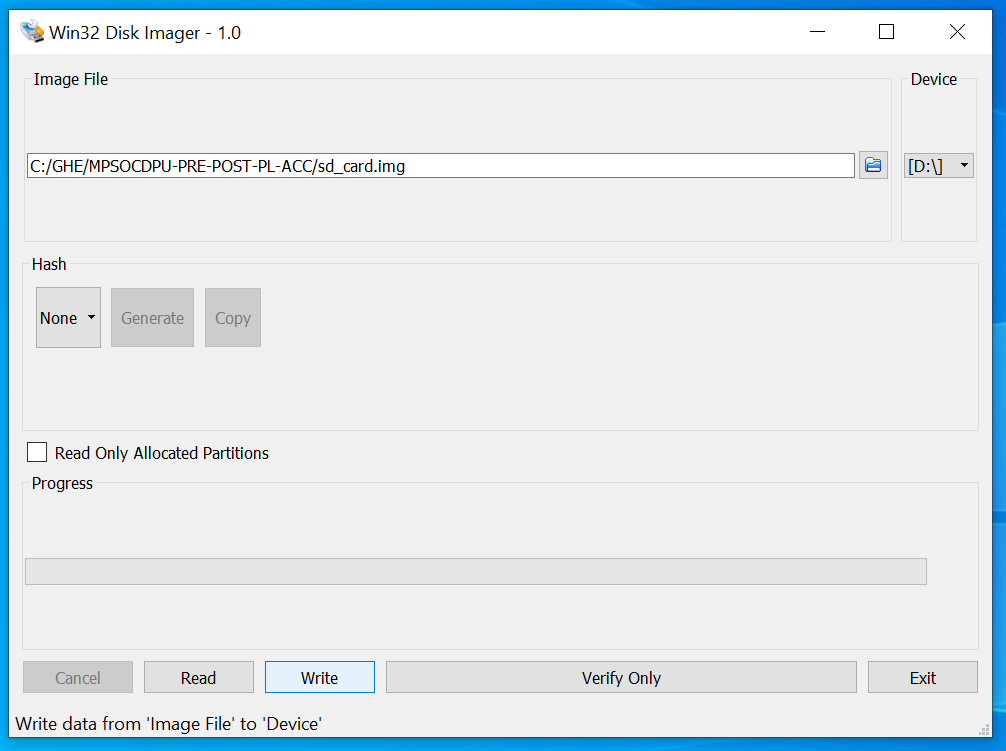 Win32 Disk Imager - 1.0
Image File
Device
C:/GHE/MPSOCDPU-PRE-POST-PL-ACC/sd_card.img
[D:\]
Hash
None Generate Copy
Read Only Allocated Partitions
Progress
Cancel Read Write Verify Only Exit
Write data from 'Image File' to 'Device'